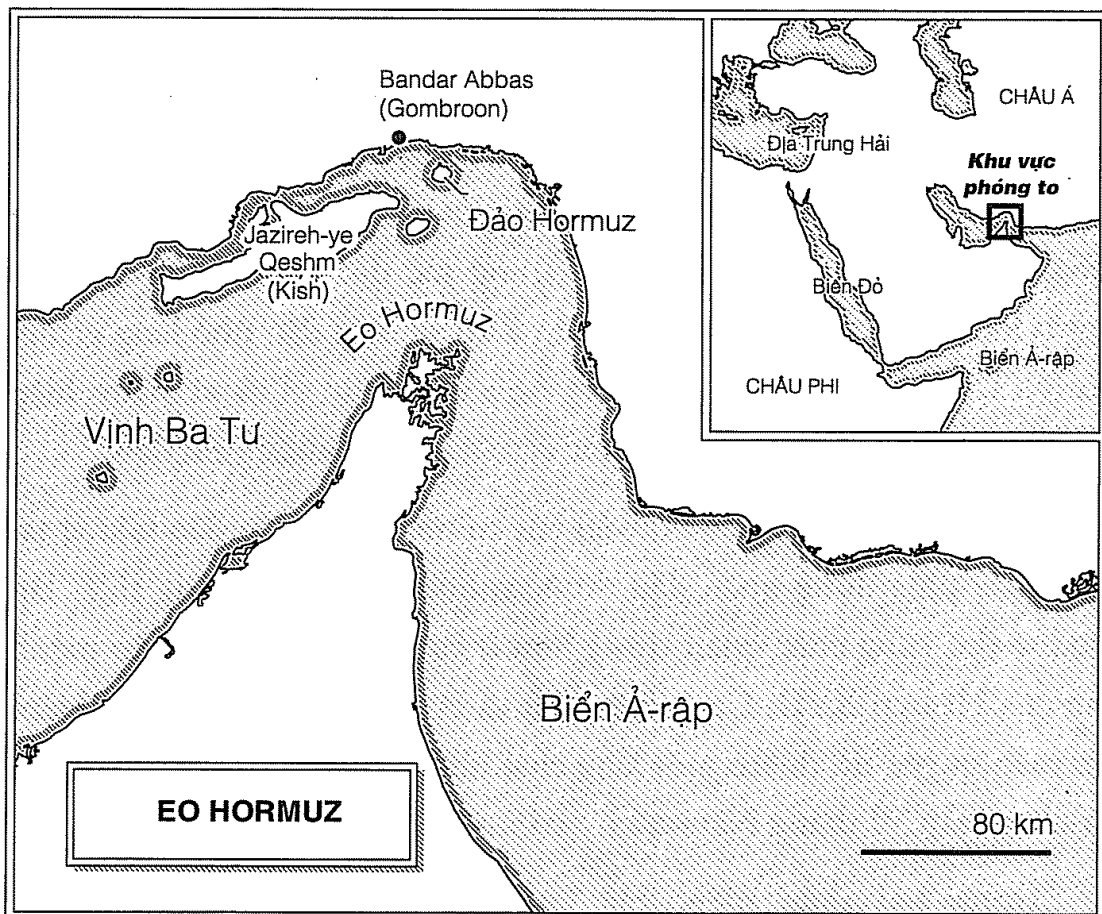 Bandar Abbas
(Gombroon)
Đảo Hormuz
Jazireh-ye
Qeshm
(Kish)
Eo Hormuz
Vịnh Ba Tư
Biển Ả-rập
EO HORMUZ
80 km
CHÂU Á
Địa Trung Hải
Khu vực
phóng to
Biển Đỏ
Biển Ả-rập
CHÂU PHI